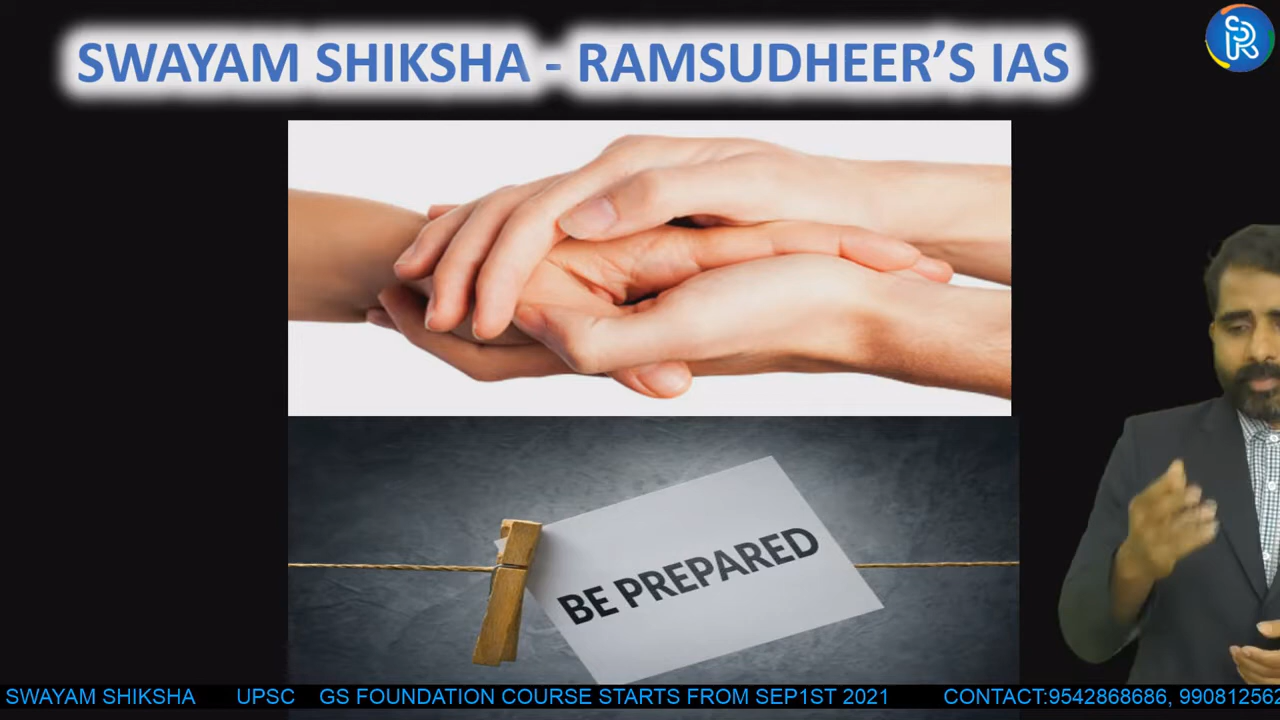 SWAYAM SHIKSHA - RAMSUDHEER’S IAS
BE PREPARED
SWAYAM SHIKSHA UPSC GS FOUNDATION COURSE STARTS FROM SEP1ST 2021 CONTACT:9542868686,